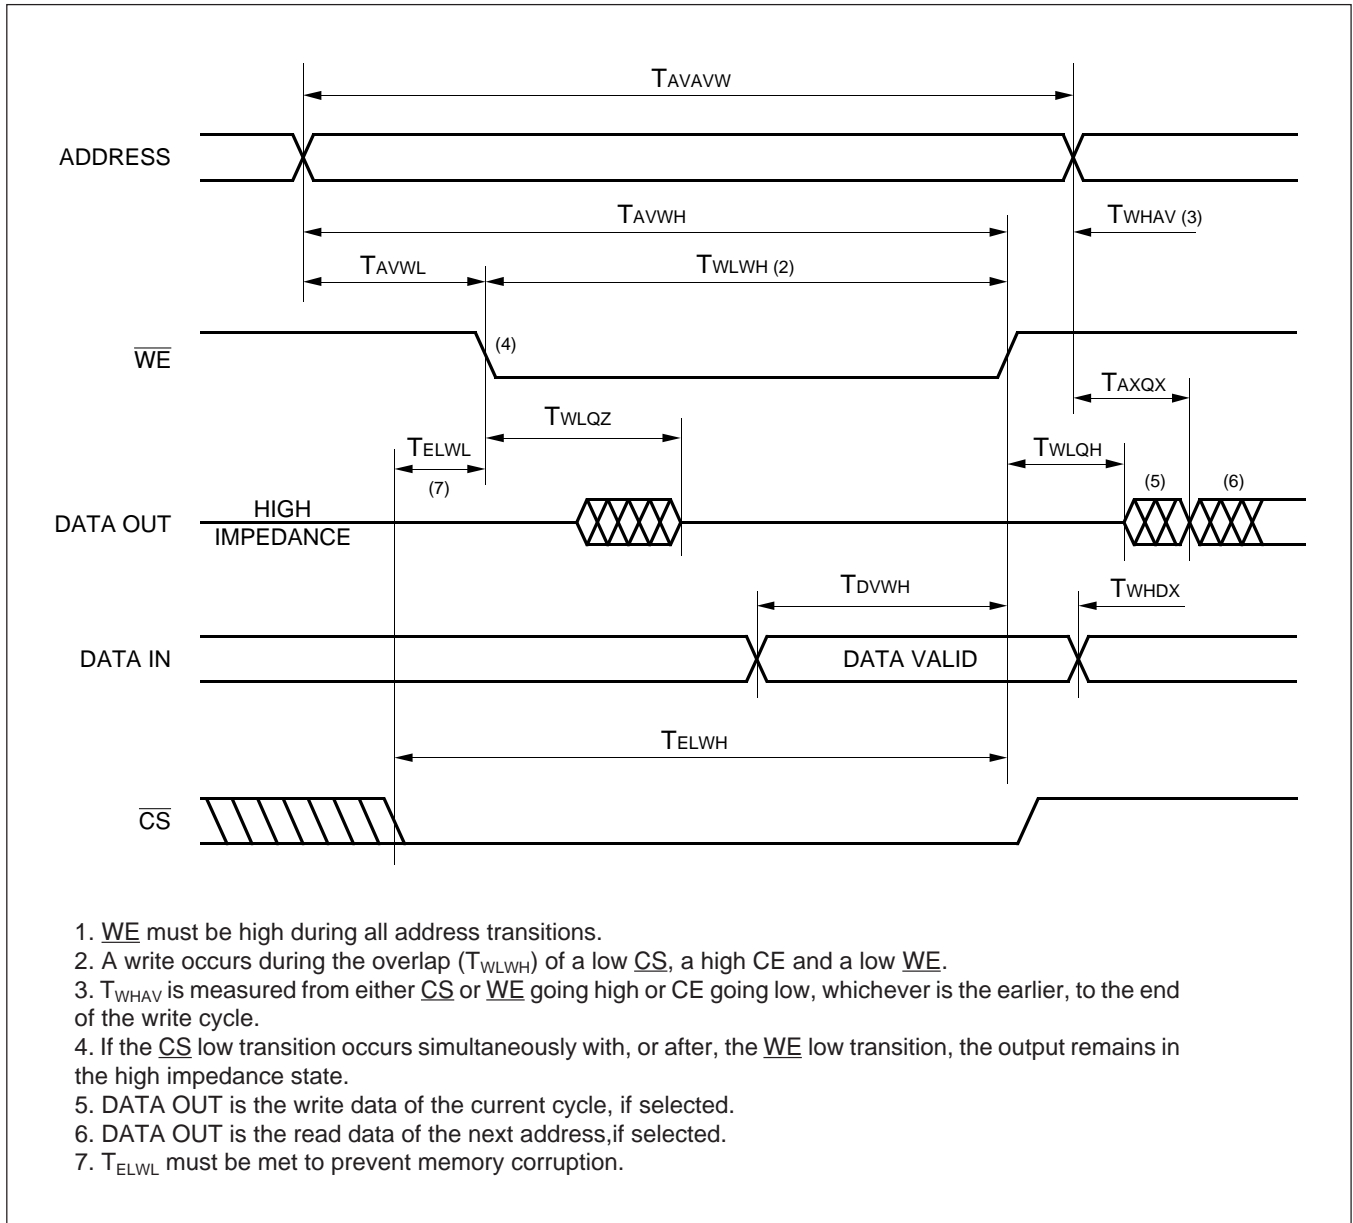 TAVAVW
ADDRESS
TAVWH
TWHAV (3)
TAVWL
TWLWH (2)
WE
(4)
TAXQX
TWLQZ
TELWL
TWLQH
(7)
(5)
(6)
DATA OUT
HIGH
IMPEDANCE
TDVWH
TWHDX
DATA IN
DATA VALID
TELWH
CS
1. WE must be high during all address transitions.
2. A write occurs during the overlap (TWLWH) of a low CS, a high CE and a low WE.
3. TWHAV is measured from either CS or WE going high or CE going low, whichever is the earlier, to the end
of the write cycle.
4. If the CS low transition occurs simultaneously with, or after, the WE low transition, the output remains in
the high impedance state.
5. DATA OUT is the write data of the current cycle, if selected.
6. DATA OUT is the read data of the next address,if selected.
7. TELWL must be met to prevent memory corruption.